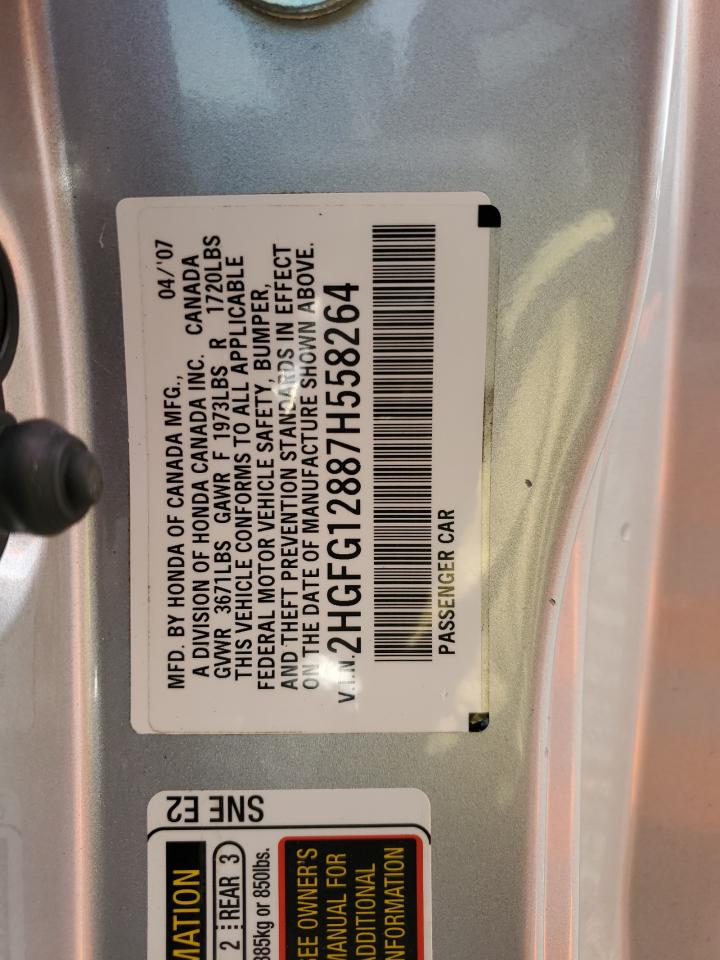 MFD. BY HONDA OF CANADA MFG., 04/'07
A DIVISION OF HONDA CANADA INC. CANADA
GVWR 3671LBS GAWR F 1973LBS R 1720LBS
THIS VEHICLE CONFORMS TO ALL APPLICABLE
FEDERAL MOTOR VEHICLE SAFETY, BUMPER,
AND THEFT PREVENTION STANDARDS IN EFFECT
ON THE DATE OF MANUFACTURE SHOWN ABOVE.
V.I.N. 2HGFG12887H558264
PASSENGER CAR
SNE E2
2 REAR 3
385kg or 850lbs.
SEE OWNER'S
MANUAL FOR
ADDITIONAL
INFORMATION